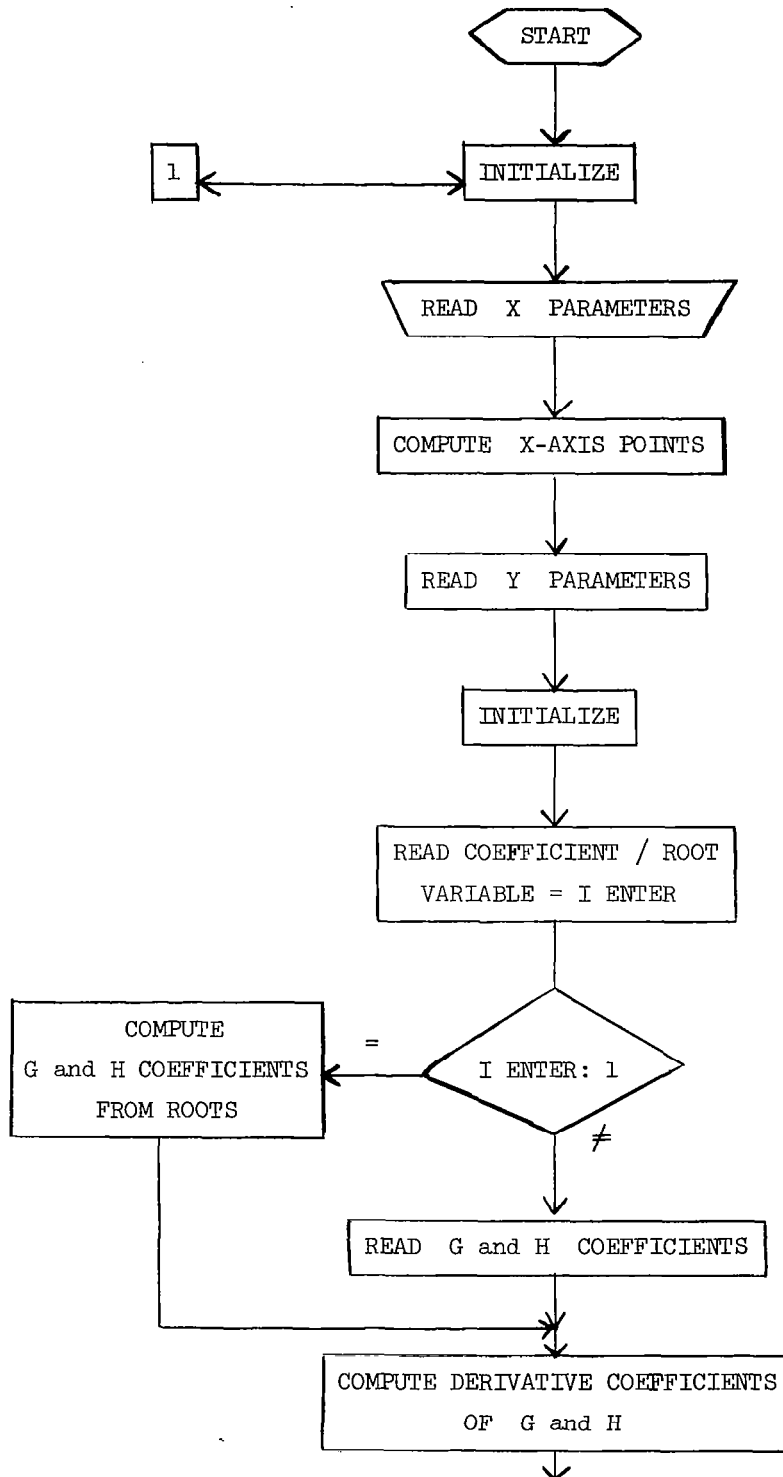 START
1
INITIALIZE
READ X PARAMETERS
COMPUTE X-AXIS POINTS
READ Y PARAMETERS
INITIALIZE
READ COEFFICIENT / ROOT
VARIABLE = I ENTER
COMPUTE
G and H COEFFICIENTS
FROM ROOTS
=
I ENTER: 1
≠
READ G and H COEFFICIENTS
COMPUTE DERIVATIVE COEFFICIENTS
OF G and H